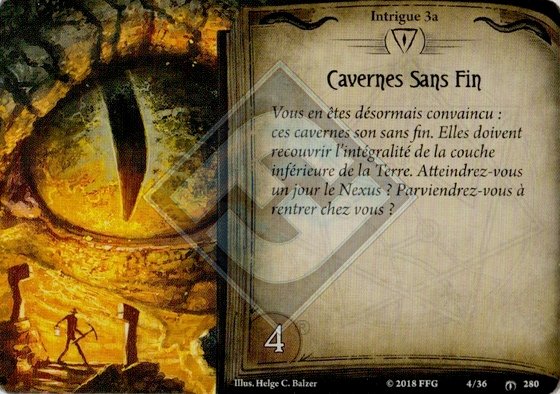 Intrigue 3a
Cavernes Sans Fin
Vous en êtes désormais convaincu :
ces cavernes son sans fin. Elles doivent
recouvrir l'intégralité de la couche
inférieure de la Terre. Atteindrez-vous
un jour le Nexus ? Parviendrez-vous à
rentrer chez vous ?
4
Illus. Helge C. Balzer
© 2018 FFG
4/36
280